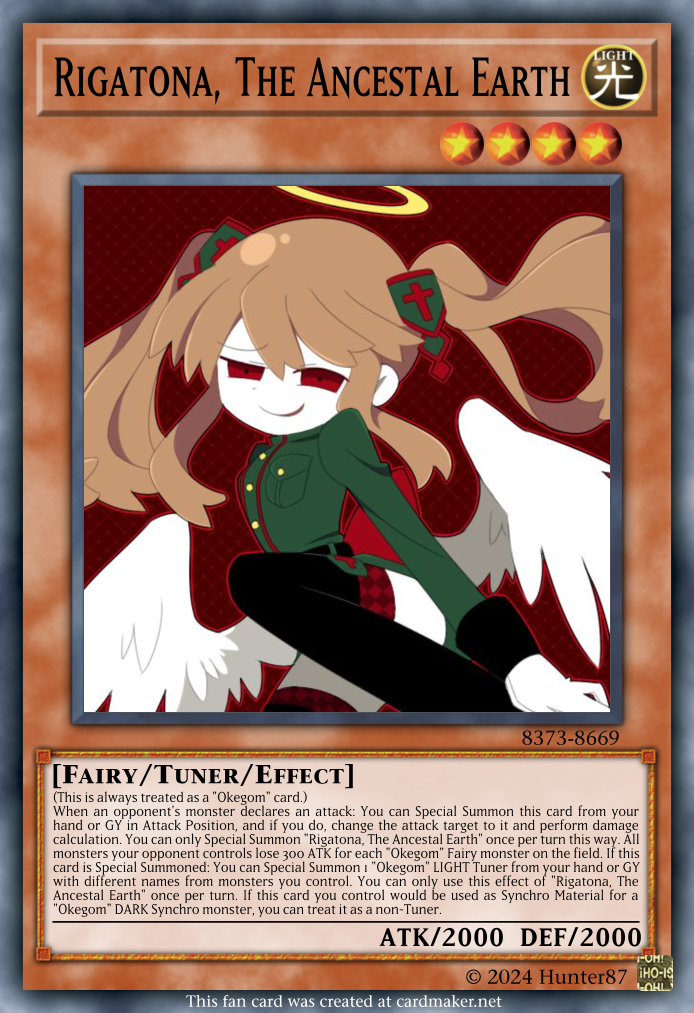 Rigatona, The Ancestal Earth
LIGHT
光
8373-8669
[Fairy/Tuner/Effect]
(This is always treated as a "Okegom" card.)
When an opponent's monster declares an attack: You can Special Summon this card from your
hand or GY in Attack Position, and if you do, change the attack target to it and perform damage
calculation. You can only Special Summon "Rigatona, The Ancestal Earth" once per turn this way. All
monsters your opponent controls lose 300 ATK for each "Okegom" Fairy monster on the field. If this
card is Special Summoned: You can Special Summon 1 "Okegom" LIGHT Tuner from your hand or GY
with different names from monsters you control. You can only use this effect of "Rigatona, The
Ancestal Earth" once per turn. If this card you control would be used as Synchro Material for a
"Okegom" DARK Synchro monster, you can treat it as a non-Tuner.
ATK/2000 DEF/2000
© 2024 Hunter87
This fan card was created at cardmaker.net